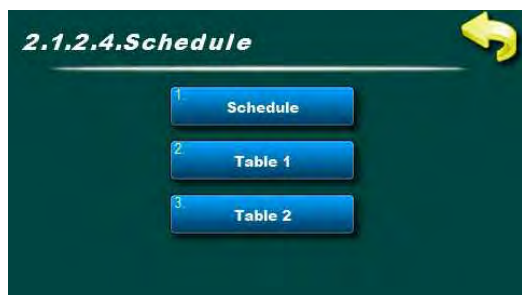 2.1.2.4.Schedule
1.
Schedule
2.
Table 1
3.
Table 2